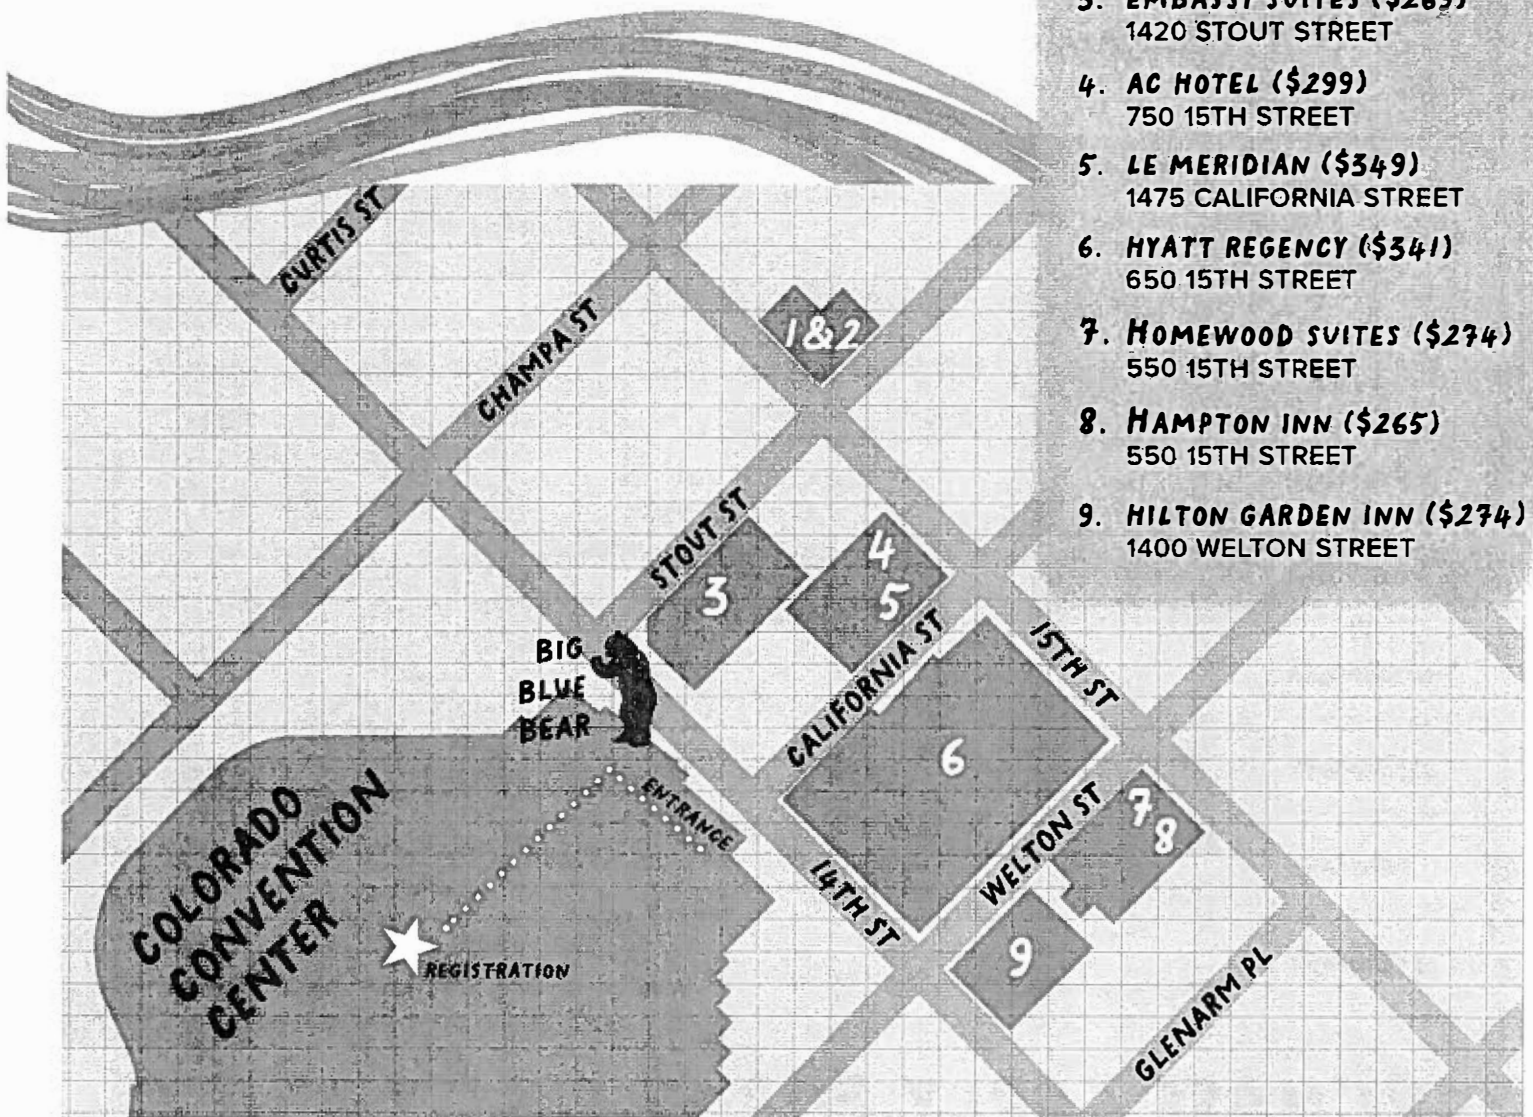 3. EMBASSY SUITES ($289)
1420 STOUT STREET
4. AC HOTEL ($299)
750 15TH STREET
5. LE MERIDIAN ($349)
1475 CALIFORNIA STREET
6. HYATT REGENCY ($341)
650 15TH STREET
7. HOMEWOOD SUITES ($274)
550 15TH STREET
8. HAMPTON INN ($265)
550 15TH STREET
9. HILTON GARDEN INN ($274)
1400 WELTON STREET
CURTIS ST
CHAMPA ST
1&2
STOUT ST
3
4
5
BIG
BLUE
BEAR
CALIFORNIA ST
15TH ST
6
ENTRANCE
WELTON ST
7
8
14TH ST
9
COLORADO
CONVENTION
CENTER
REGISTRATION
GLENARM PL